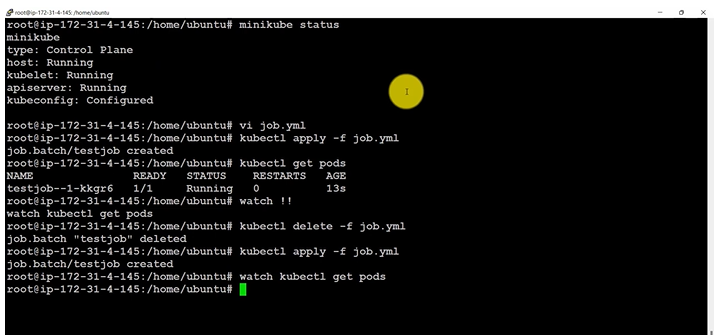 root@ip-172-31-4-145: /home/ubuntu
root@ip-172-31-4-145:/home/ubuntu# minikube status
minikube
type: Control Plane
host: Running
kubelet: Running
apiserver: Running
kubeconfig: Configured
root@ip-172-31-4-145:/home/ubuntu# vi job.yml
root@ip-172-31-4-145:/home/ubuntu# kubectl apply -f job.yml
job.batch/testjob created
root@ip-172-31-4-145:/home/ubuntu# kubectl get pods
NAME READY STATUS RESTARTS AGE
testjob--1-kkgr6 1/1 Running 0 13s
root@ip-172-31-4-145:/home/ubuntu# watch !!
watch kubectl get pods
root@ip-172-31-4-145:/home/ubuntu# kubectl delete -f job.yml
job.batch "testjob" deleted
root@ip-172-31-4-145:/home/ubuntu# kubectl apply -f job.yml
job.batch/testjob created
root@ip-172-31-4-145:/home/ubuntu# watch kubectl get pods
root@ip-172-31-4-145:/home/ubuntu#